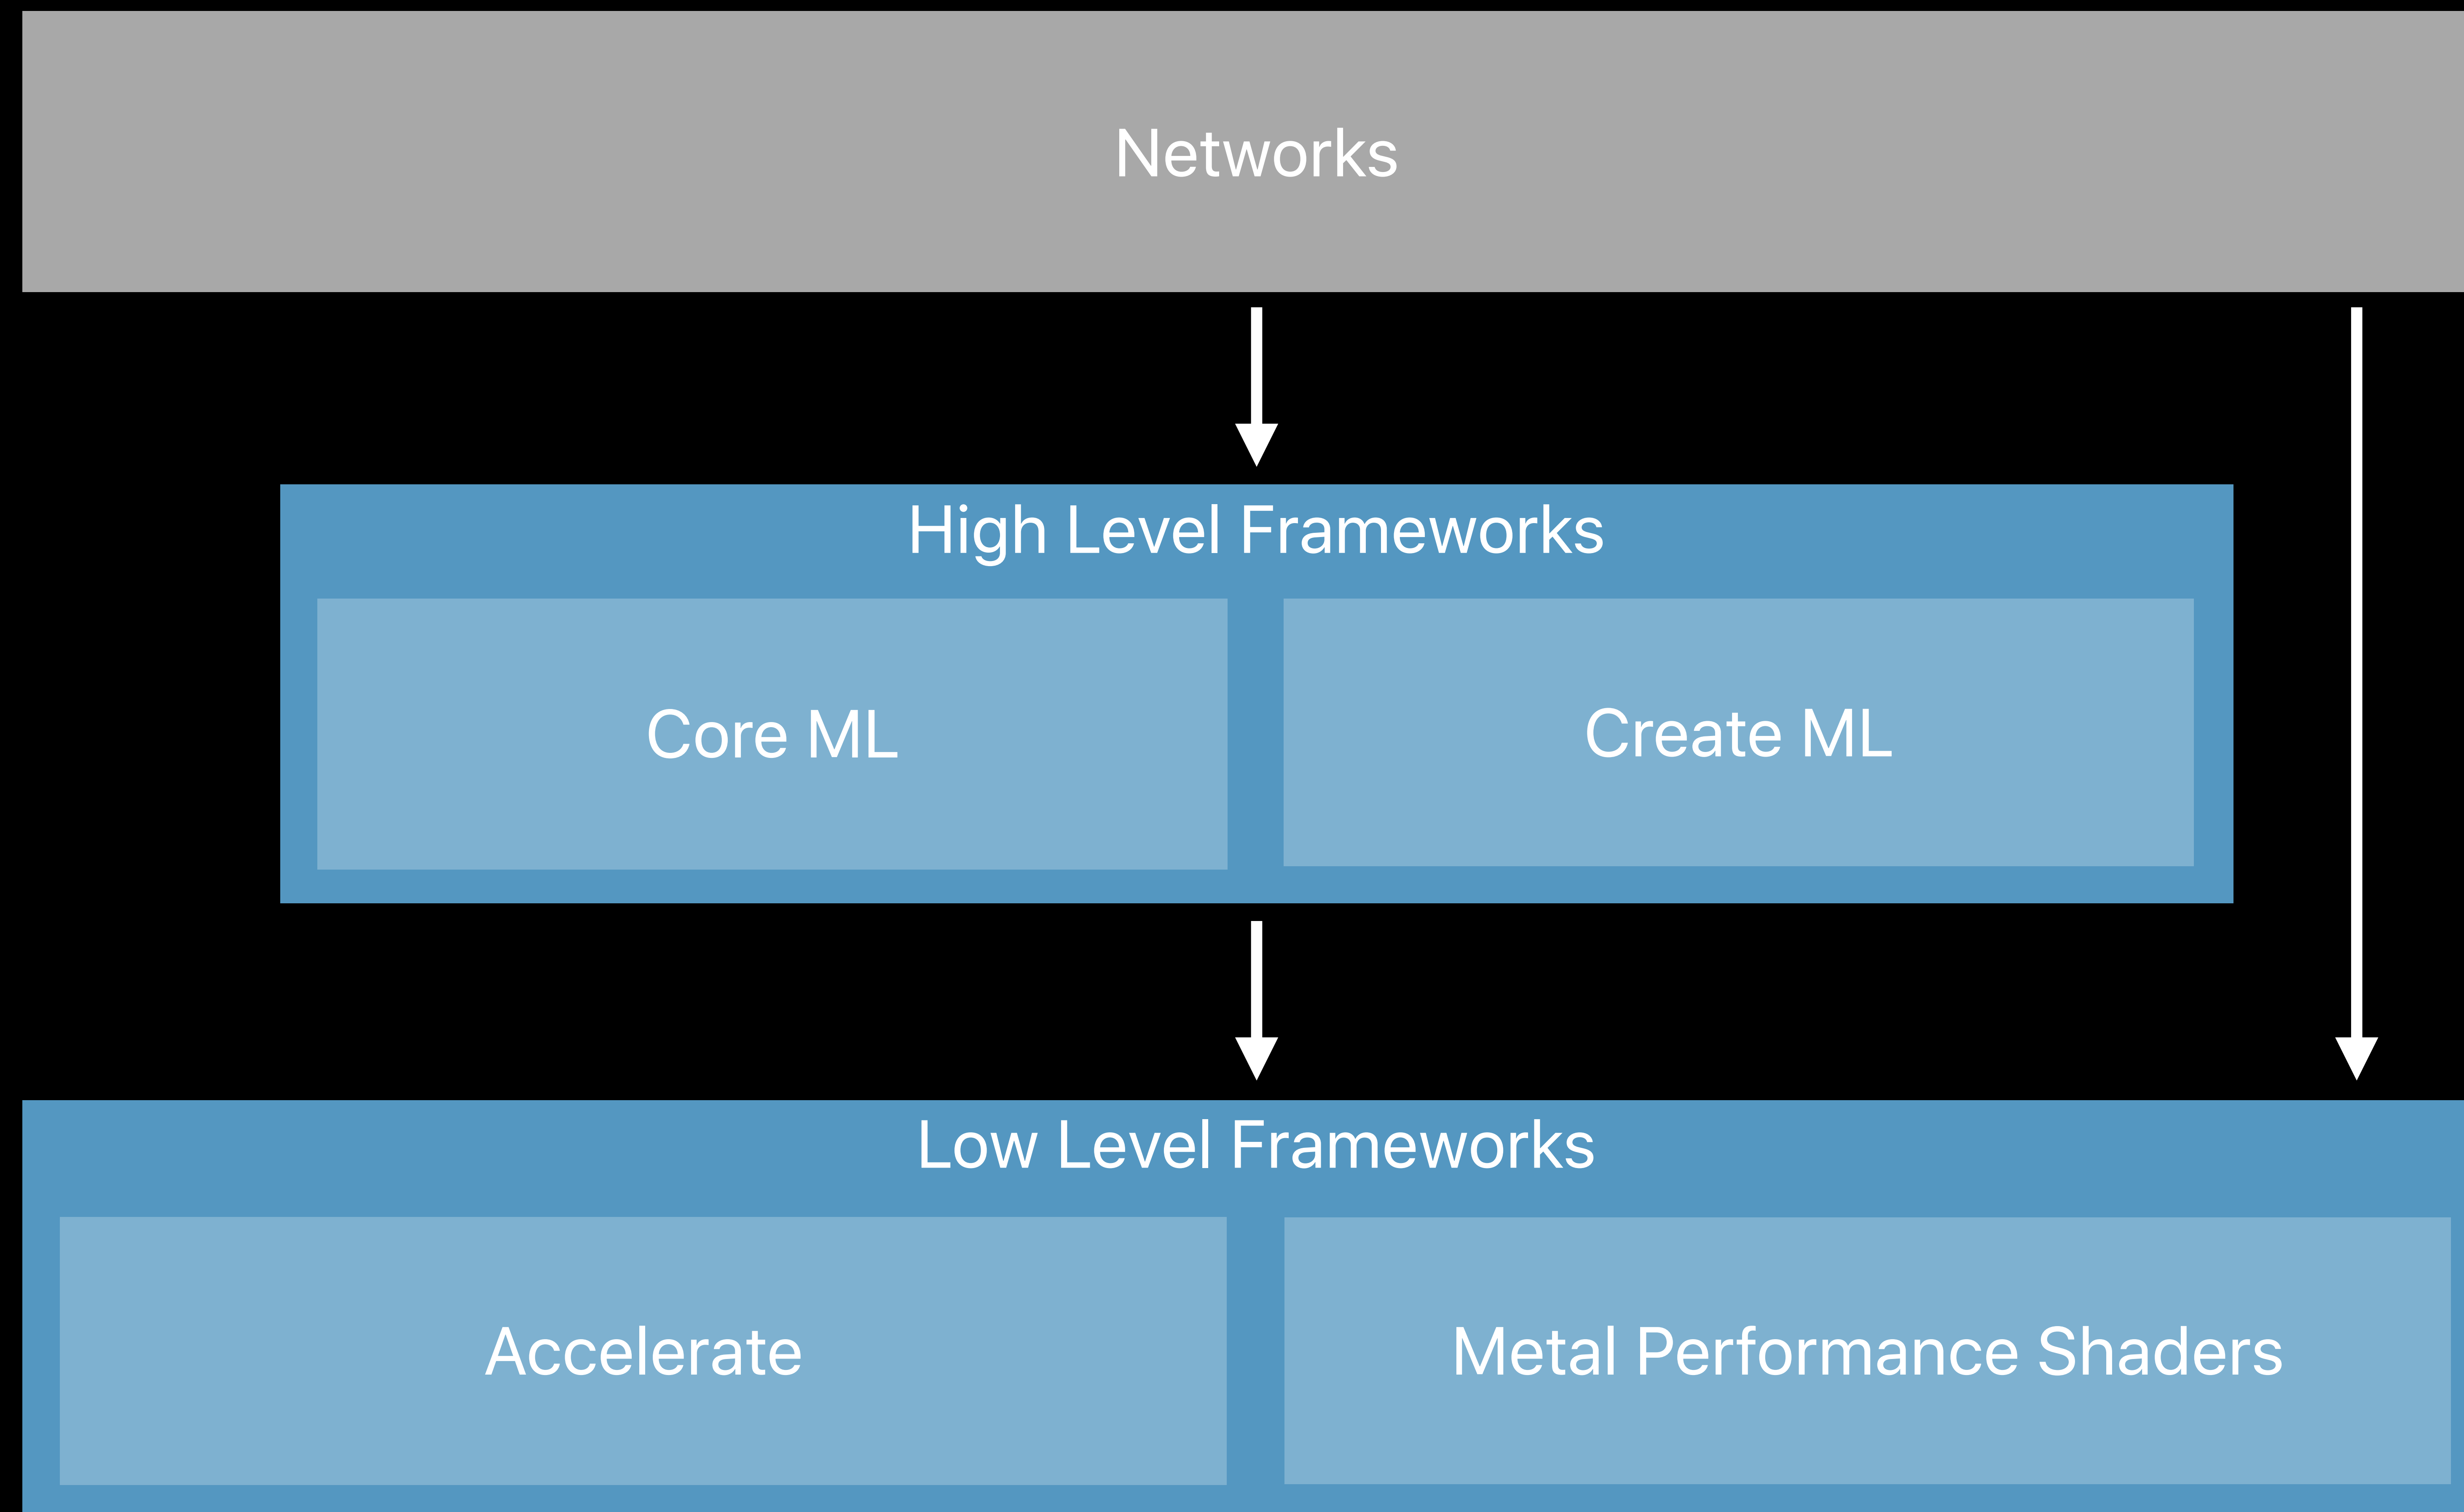 Networks
High Level Frameworks
Core ML
Create ML
Low Level Frameworks
Accelerate
Metal Performance Shaders